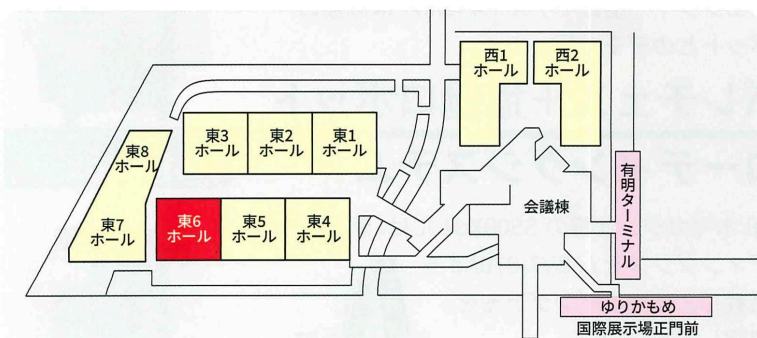 西1
ホール
西2
ホール
東3
ホール
東2
ホール
東1
ホール
東8
ホール
東7
ホール
東6
ホール
東5
ホール
東4
ホール
会議棟
有明ターミナル
ゆりかもめ
国際展示場正門前